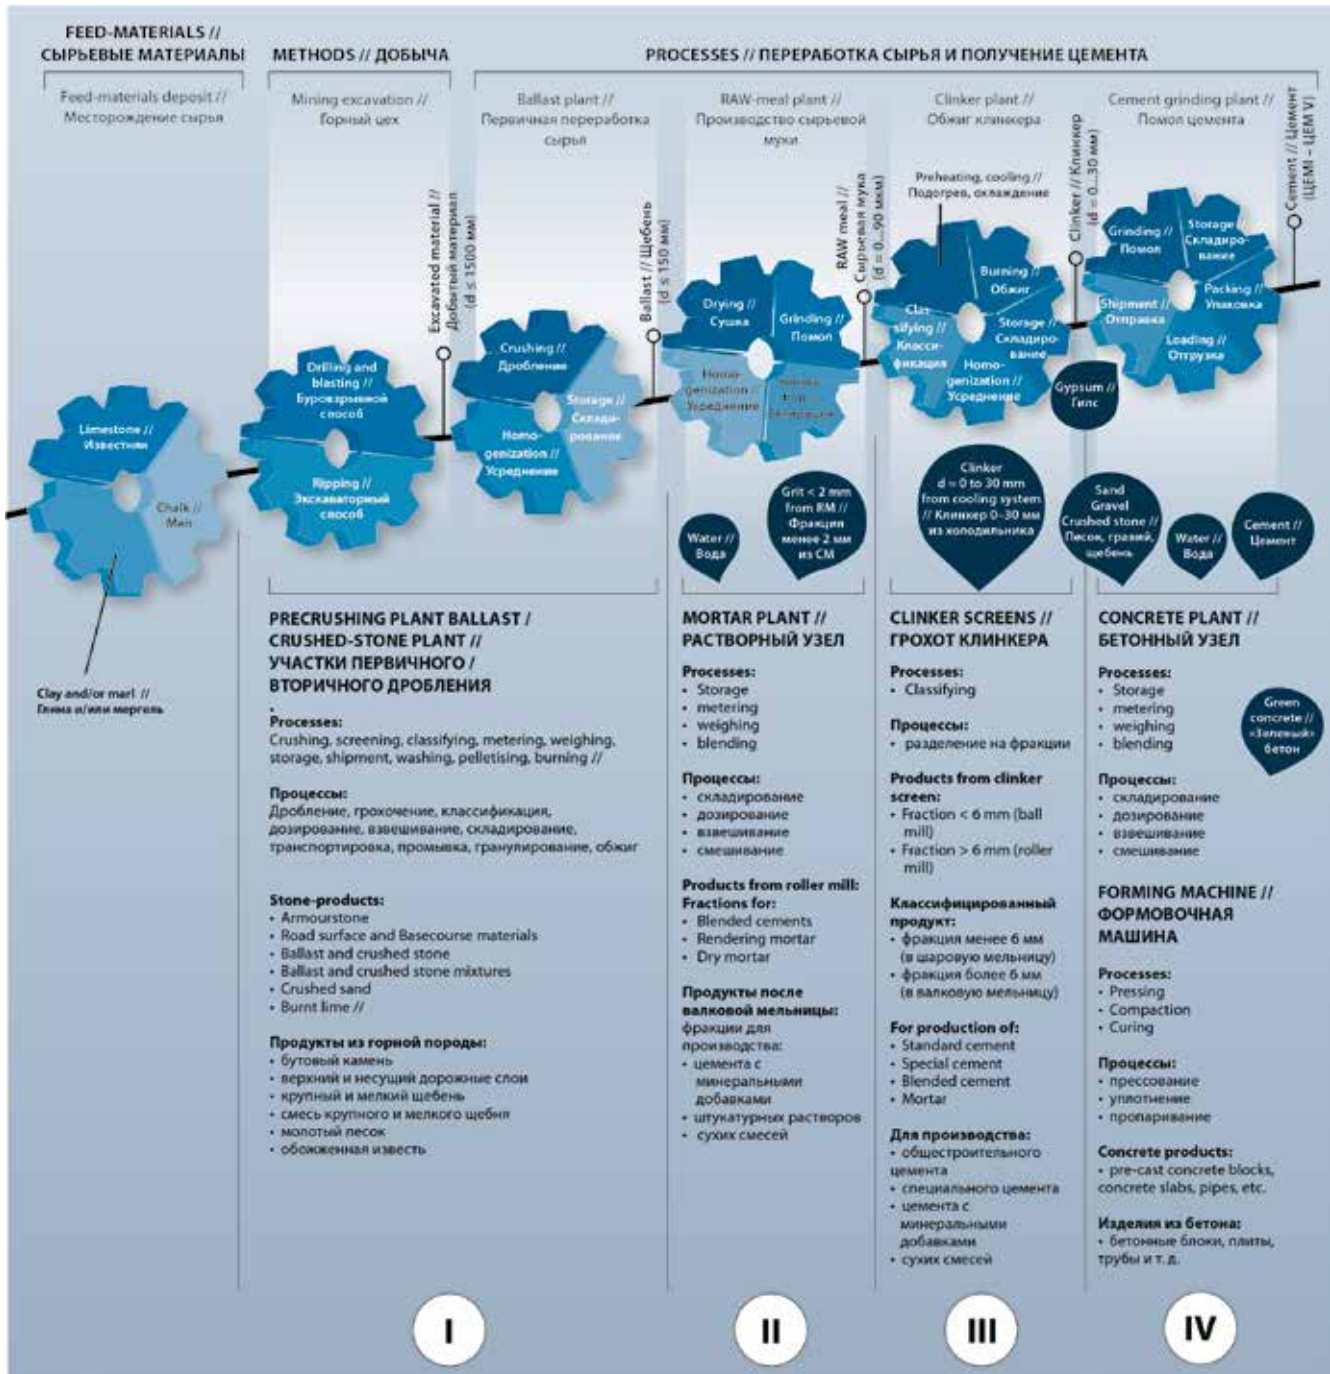 FEED-MATERIALS //
СЫРЬЕВЫЕ МАТЕРИАЛЫ
METHODS // ДОБЫЧА
PROCESSES // ПЕРЕРАБОТКА СЫРЬЯ И ПОЛУЧЕНИЕ ЦЕМЕНТА
Feed-materials deposit //
Месторождение сырья
Mining excavation //
Горный цех
Ballast plant //
Первичная переработка
сырья
RAW-meal plant //
Производство сырьевой
муки
Clinker plant //
Обжиг клинкера
Cement grinding plant //
Помол цемента
Limestone //
Известняк
Chalk //
Мел
Clay and/or marl //
Глина и/или мергель
Drilling and
blasting //
Буровзрывной
способ
Ripping //
Экскаваторный
способ
Excavated material //
Добытый материал
(d ≤ 1500 мм)
Crushing //
Дробление
Storage //
Склади-
рование
Homo-
genization //
Усреднение
Ballast // Щебень
(d ≤ 150 мм)
Drying //
Сушка
Grinding //
Помол
Homo-
genization //
Усреднение
RAW meal //
Сырьевая мука
(d = 0...90 мкм)
Preheating, cooling //
Подогрев, охлаждение
Burning //
Обжиг
Clas-
sifying //
Класси-
фикация
Storage //
Складиро-
вание
Homo-
genization //
Усреднение
Clinker // Клинкер
(d = 0...30 мм)
Grinding //
Помол
Storage //
Складиро-
вание
Packing //
Упаковка
Shipment //
Отправка
Loading //
Отгрузка
Cement // Цемент
(ЦЕМI – ЦЕМ V)
Gypsum //
Гипс
Water //
Вода
Grit < 2 mm
from RM //
Фракции
менее 2 мм
из СМ
Clinker
d = 0 to 30 mm
from cooling system
// Клинкер 0–30 мм
из холодильника
Sand
Gravel
Crushed stone //
Песок, гравий,
щебень
Water //
Вода
Cement //
Цемент
PRECRUSHING PLANT BALLAST /
CRUSHED-STONE PLANT //
УЧАСТКИ ПЕРВИЧНОГО /
ВТОРИЧНОГО ДРОБЛЕНИЯ
Processes:
Crushing, screening, classifying, metering, weighing,
storage, shipment, washing, pelletising, burning //
Процессы:
Дробление, грохочение, классификация,
дозирование, взвешивание, складирование,
транспортировка, промывка, гранулирование, обжиг
Stone-products:
• Armourstone
• Road surface and Basecourse materials
• Ballast and crushed stone
• Ballast and crushed stone mixtures
• Crushed sand
• Burnt lime //
Продукты из горной породы:
• бутовый камень
• верхний и несущий дорожные слои
• крупный и мелкий щебень
• смесь крупного и мелкого щебня
• молотый песок
• обожженная известь
I
MORTAR PLANT //
РАСТВОРНЫЙ УЗЕЛ
Processes:
• Storage
• metering
• weighing
• blending
Процессы:
• складирование
• дозирование
• взвешивание
• смешивание
Products from roller mill:
Fractions for:
• Blended cements
• Rendering mortar
• Dry mortar
Продукты после
валковой мельницы:
фракции для
производства:
• цемента с
минеральными
добавками
• штукатурных растворов
• сухих смесей
II
CLINKER SCREENS //
ГРОХОТ КЛИНКЕРА
Processes:
• Classifying
Процессы:
• разделение на фракции
Products from clinker
screen:
• Fraction < 6 mm (ball
mill)
• Fraction > 6 mm (roller
mill)
Классифицированный
продукт:
• фракция менее 6 мм
(в шаровую мельницу)
• фракция более 6 мм
(в валковую мельницу)
For production of:
• Standard cement
• Special cement
• Blended cement
• Mortar
Для производства:
• общестроительного
цемента
• специального цемента
• цемента с
минеральными
добавками
• сухих смесей
III
CONCRETE PLANT //
БЕТОННЫЙ УЗЕЛ
Processes:
• Storage
• metering
• weighing
• blending
Green
concrete //
«Зеленый»
бетон
Процессы:
• складирование
• дозирование
• взвешивание
• смешивание
FORMING MACHINE //
ФОРМОВОЧНАЯ
МАШИНА
Processes:
• Pressing
• Compaction
• Curing
Процессы:
• прессование
• уплотнение
• пропаривание
Concrete products:
• pre-cast concrete blocks,
concrete slabs, pipes, etc.
Изделия из бетона:
• бетонные блоки, плиты,
трубы и т. д.
IV